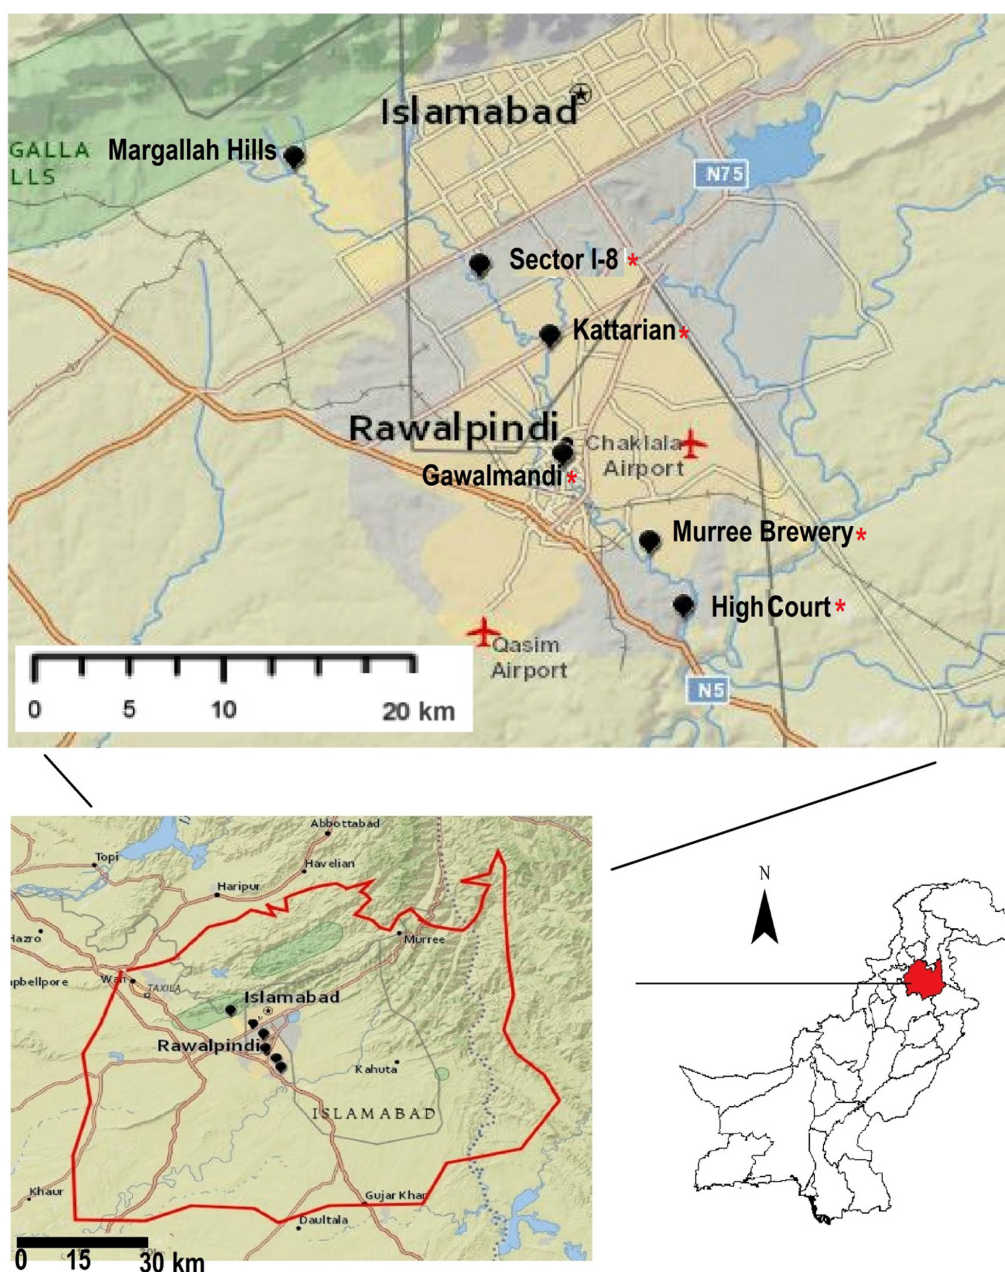 Islamabad
GALLA
LLS
Margallah Hills
N75
Sector I-8 *
Kattarian *
Rawalpindi
Chaklala
Airport
Gawalmandi *
Murree Brewery *
High Court *
Qasim
Airport
N5
0 5 10 20 km
Abbottabad
Topi
Havelian
Haripur
Hazro
Murree
mpbellpore
Wah
TAXILA
Islamabad
Rawalpindi
Kahuta
ISLAMABAD
Khaur
Gujar Khan
Daultala
0 15 30 km
N